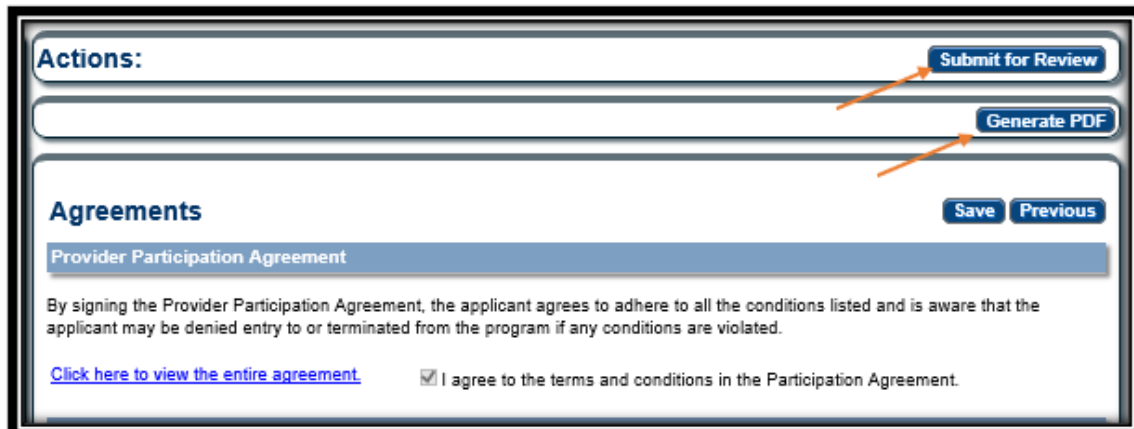 Actions:
Submit for Review
Generate PDF
Agreements
Save Previous
Provider Participation Agreement
By signing the Provider Participation Agreement, the applicant agrees to adhere to all the conditions listed and is aware that the
applicant may be denied entry to or terminated from the program if any conditions are violated.
Click here to view the entire agreement. I agree to the terms and conditions in the Participation Agreement.